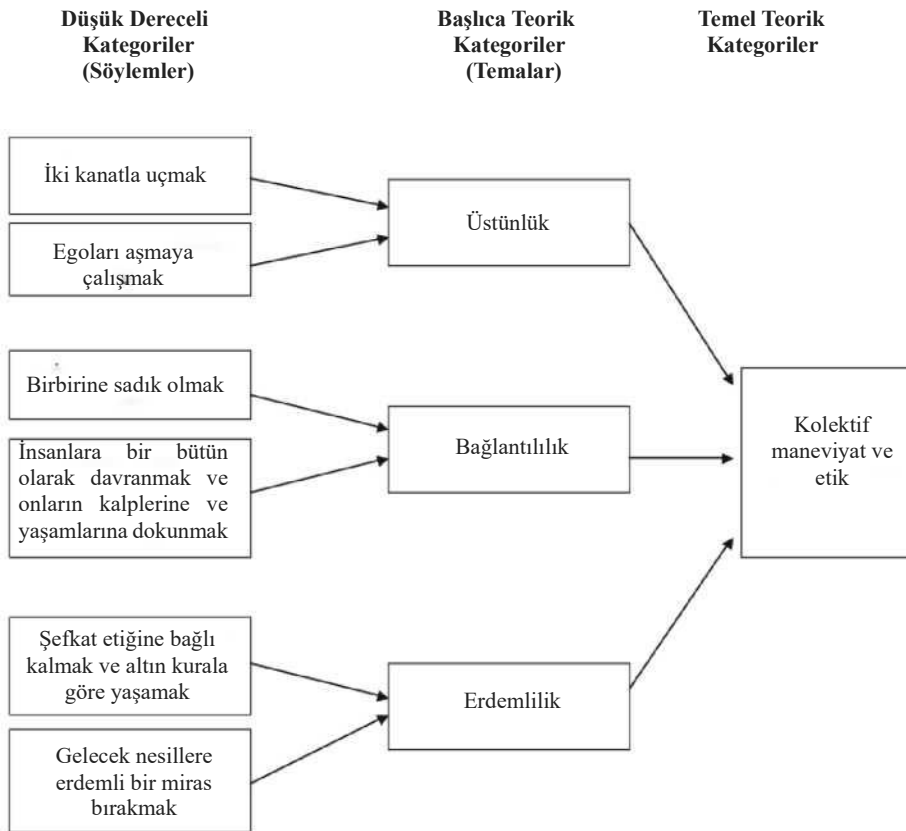 Düşük Dereceli
Kategoriler
(Söylemler)
Başlıca Teorik
Kategoriler
(Temalar)
Temel Teorik
Kategoriler
İki kanatla uçmak
Egoları aşmaya
çalışmak
Üstünlük
Birbirine sadık olmak
İnsanlara bir bütün
olarak davranmak ve
onların kalplerine ve
yaşamlarına dokunmak
Bağlantılılık
Kolektif
maneviyat ve
etik
Şefkat etiğine bağlı
kalmak ve altın kurala
göre yaşamak
Gelecek nesillere
erdemli bir miras
bırakmak
Erdemlilik